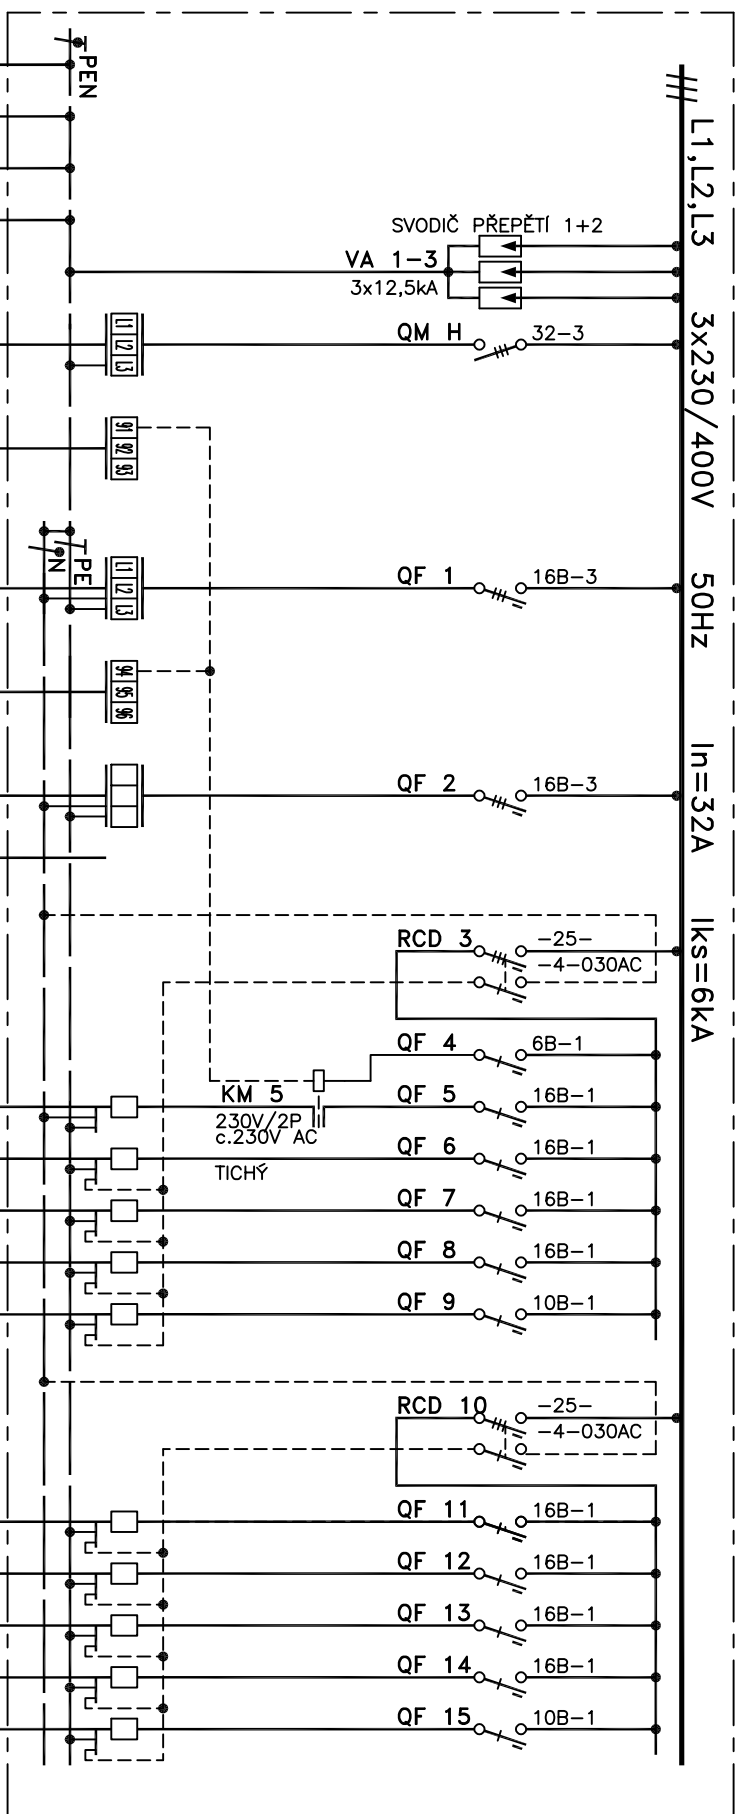 PEN
L1,L2,L3 3x230/400V 50Hz In=32A Iks=6kA
SVODIČ PŘEPĚTÍ 1+2
VA 1-3
3x12,5kA
L1
L2
L3
QM H 32-3
91
92
93
N PE
L1
L2
L3
QF 1 16B-3
94
95
96
QF 2 16B-3
RCD 3 -25-
-4-030AC
QF 4 6B-1
KM 5 QF 5 16B-1
230V/2P
c.230V AC
QF 6 16B-1
TICHÝ
QF 7 16B-1
QF 8 16B-1
QF 9 10B-1
RCD 10 -25-
-4-030AC
QF 11 16B-1
QF 12 16B-1
QF 13 16B-1
QF 14 16B-1
QF 15 10B-1